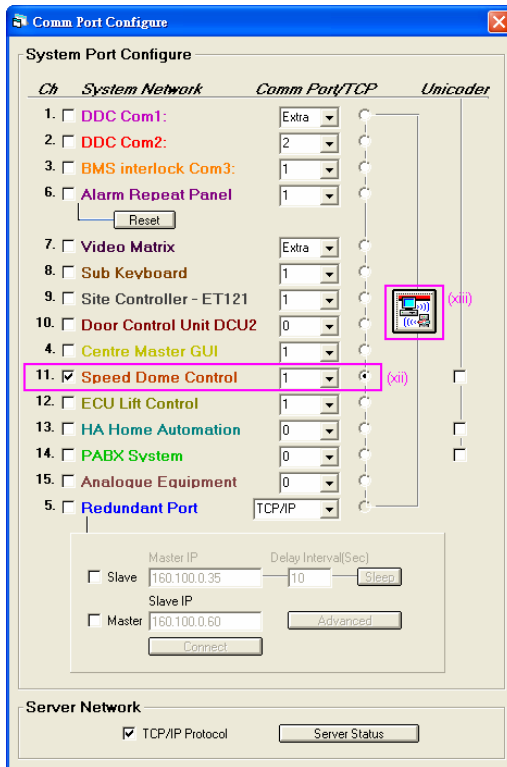 Comm Port Configure
System Port Configure
Ch System Network Comm Port/TCP Unicoder
1. DDC Com1: Extra
2. DDC Com2: 2
3. BMS interlock Com3: 1
6. Alarm Repeat Panel 1
Reset
7. Video Matrix Extra
8. Sub Keyboard 1
9. Site Controller - ET121 1
(xiii)
10. Door Control Unit DCU2 0
4. Centre Master GUI 1
11. Speed Dome Control 1 (xii)
12. ECU Lift Control 1
13. HA Home Automation 0
14. PABX System 0
15. Analogue Equipment 0
5. Redundant Port TCP/IP
Master IP Delay Interval(Sec)
Slave 160.100.0.35 10 Sleep
Slave IP
Master 160.100.0.60 Advanced
Connect
Server Network
TCP/IP Protocol Server Status